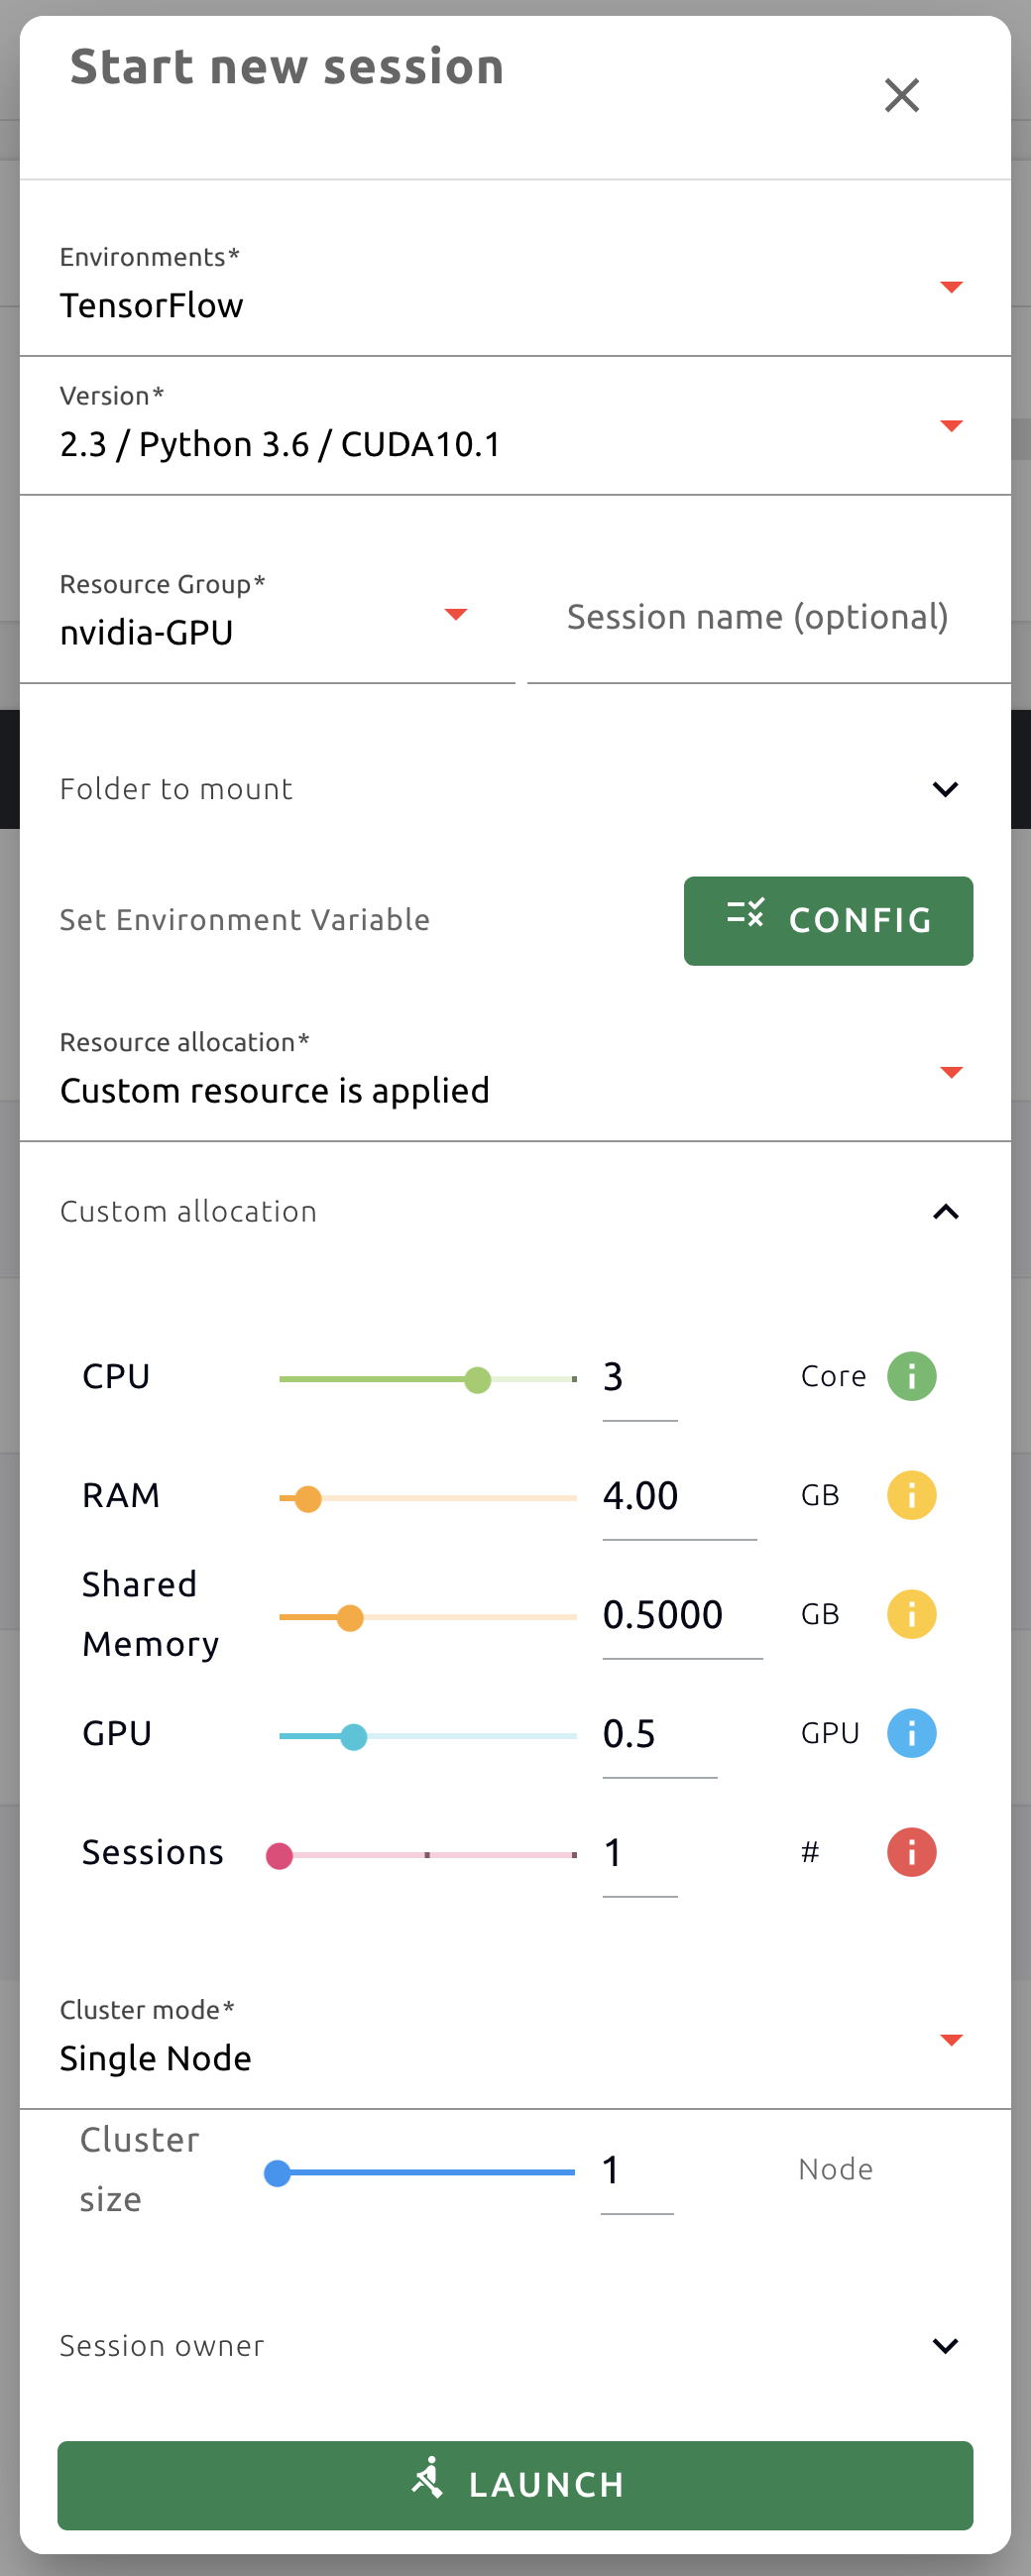 Start new session
Environments*
TensorFlow
Version*
2.3 / Python 3.6 / CUDA10.1
Resource Group*
nvidia-GPU
Session name (optional)
Folder to mount
Set Environment Variable
CONFIG
Resource allocation*
Custom resource is applied
Custom allocation
CPU 3 Core
RAM 4.00 GB
Shared
Memory
0.5000 GB
GPU 0.5 GPU
Sessions 1 #
Cluster mode*
Single Node
Cluster
size
1 Node
Session owner
LAUNCH